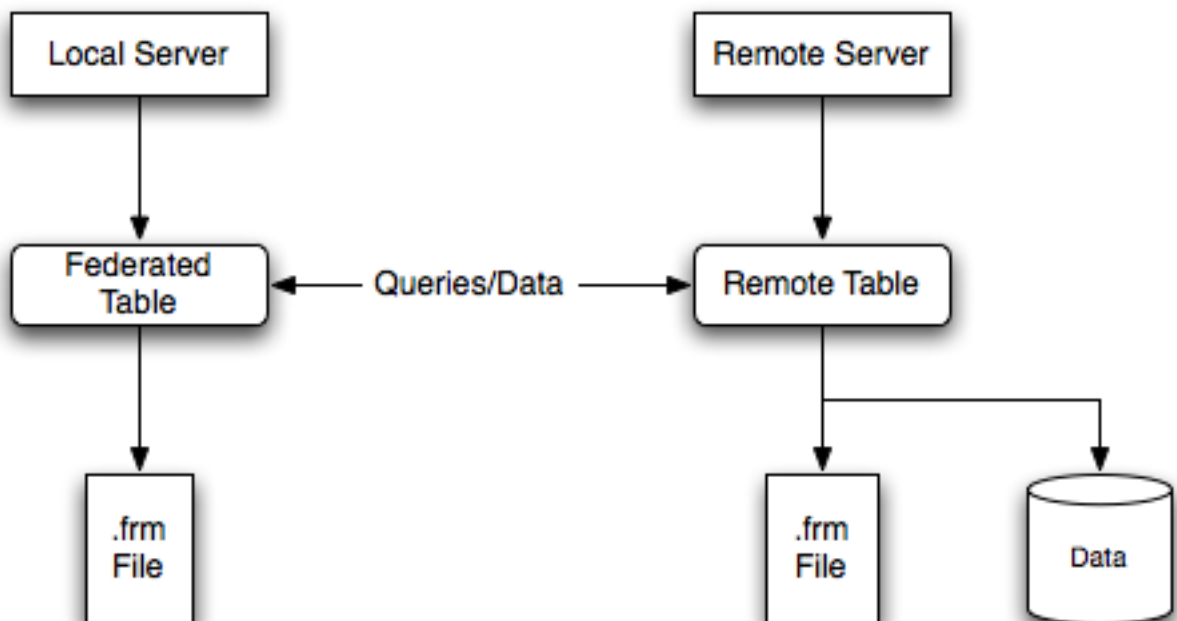 Local Server
Remote Server
Federated
Table
Queries/Data
Remote Table
.frm
File
.frm
File
Data